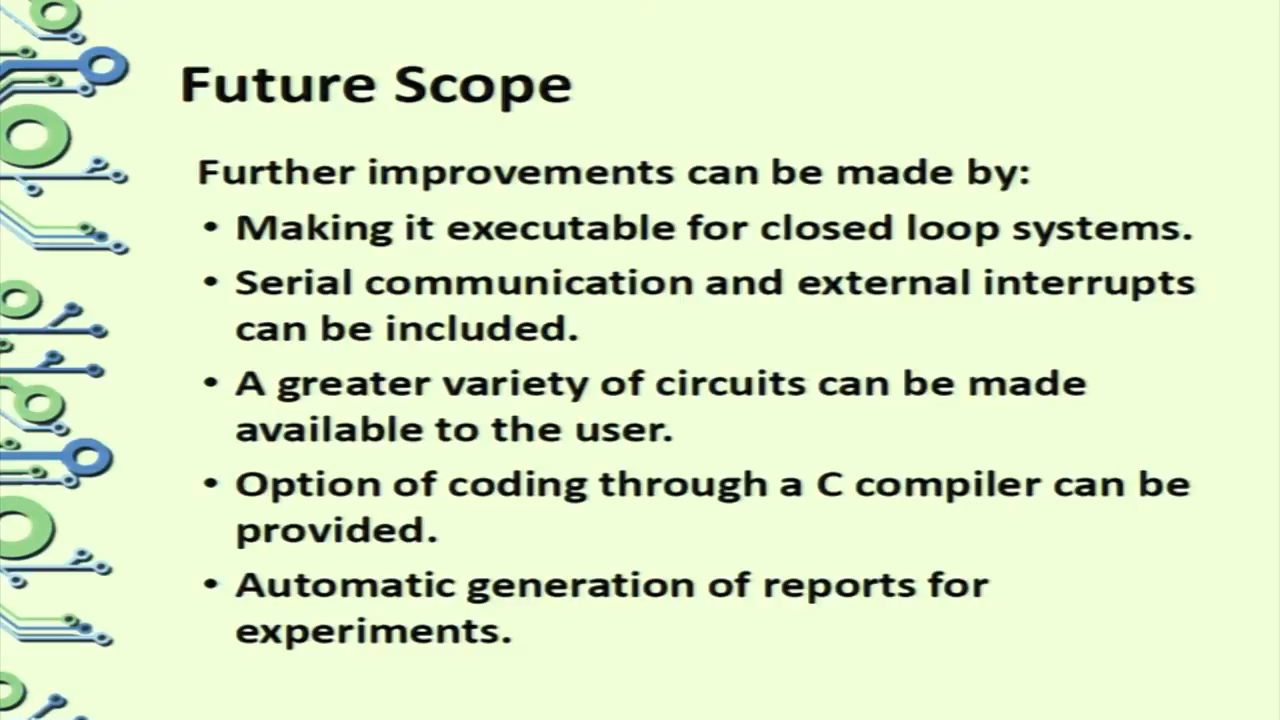 Future Scope
Further improvements can be made by:
• Making it executable for closed loop systems.
• Serial communication and external interrupts
can be included.
• A greater variety of circuits can be made
available to the user.
• Option of coding through a C compiler can be
provided.
• Automatic generation of reports for
experiments.